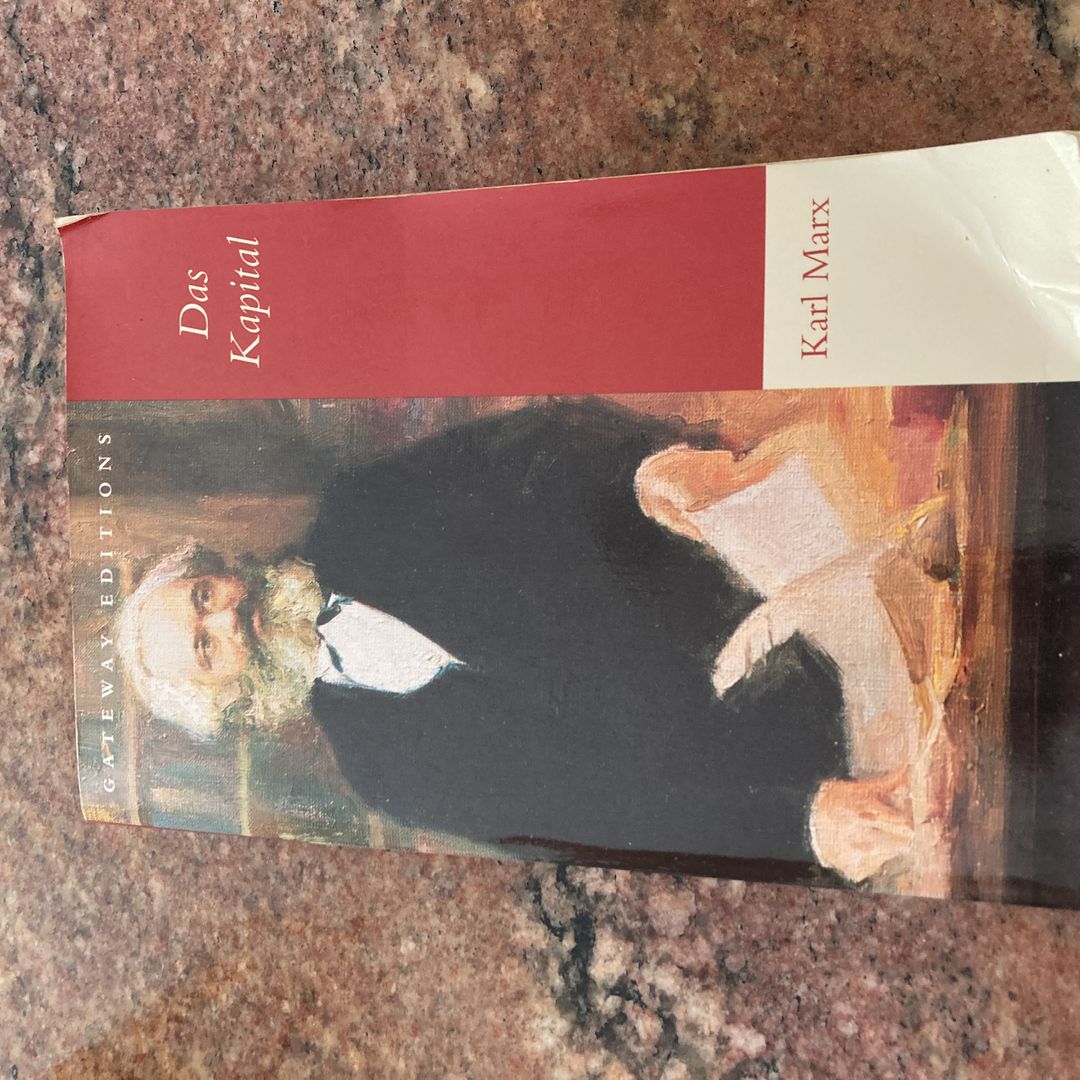 GATEWAY EDITIONS
Das
Kapital
Karl Marx